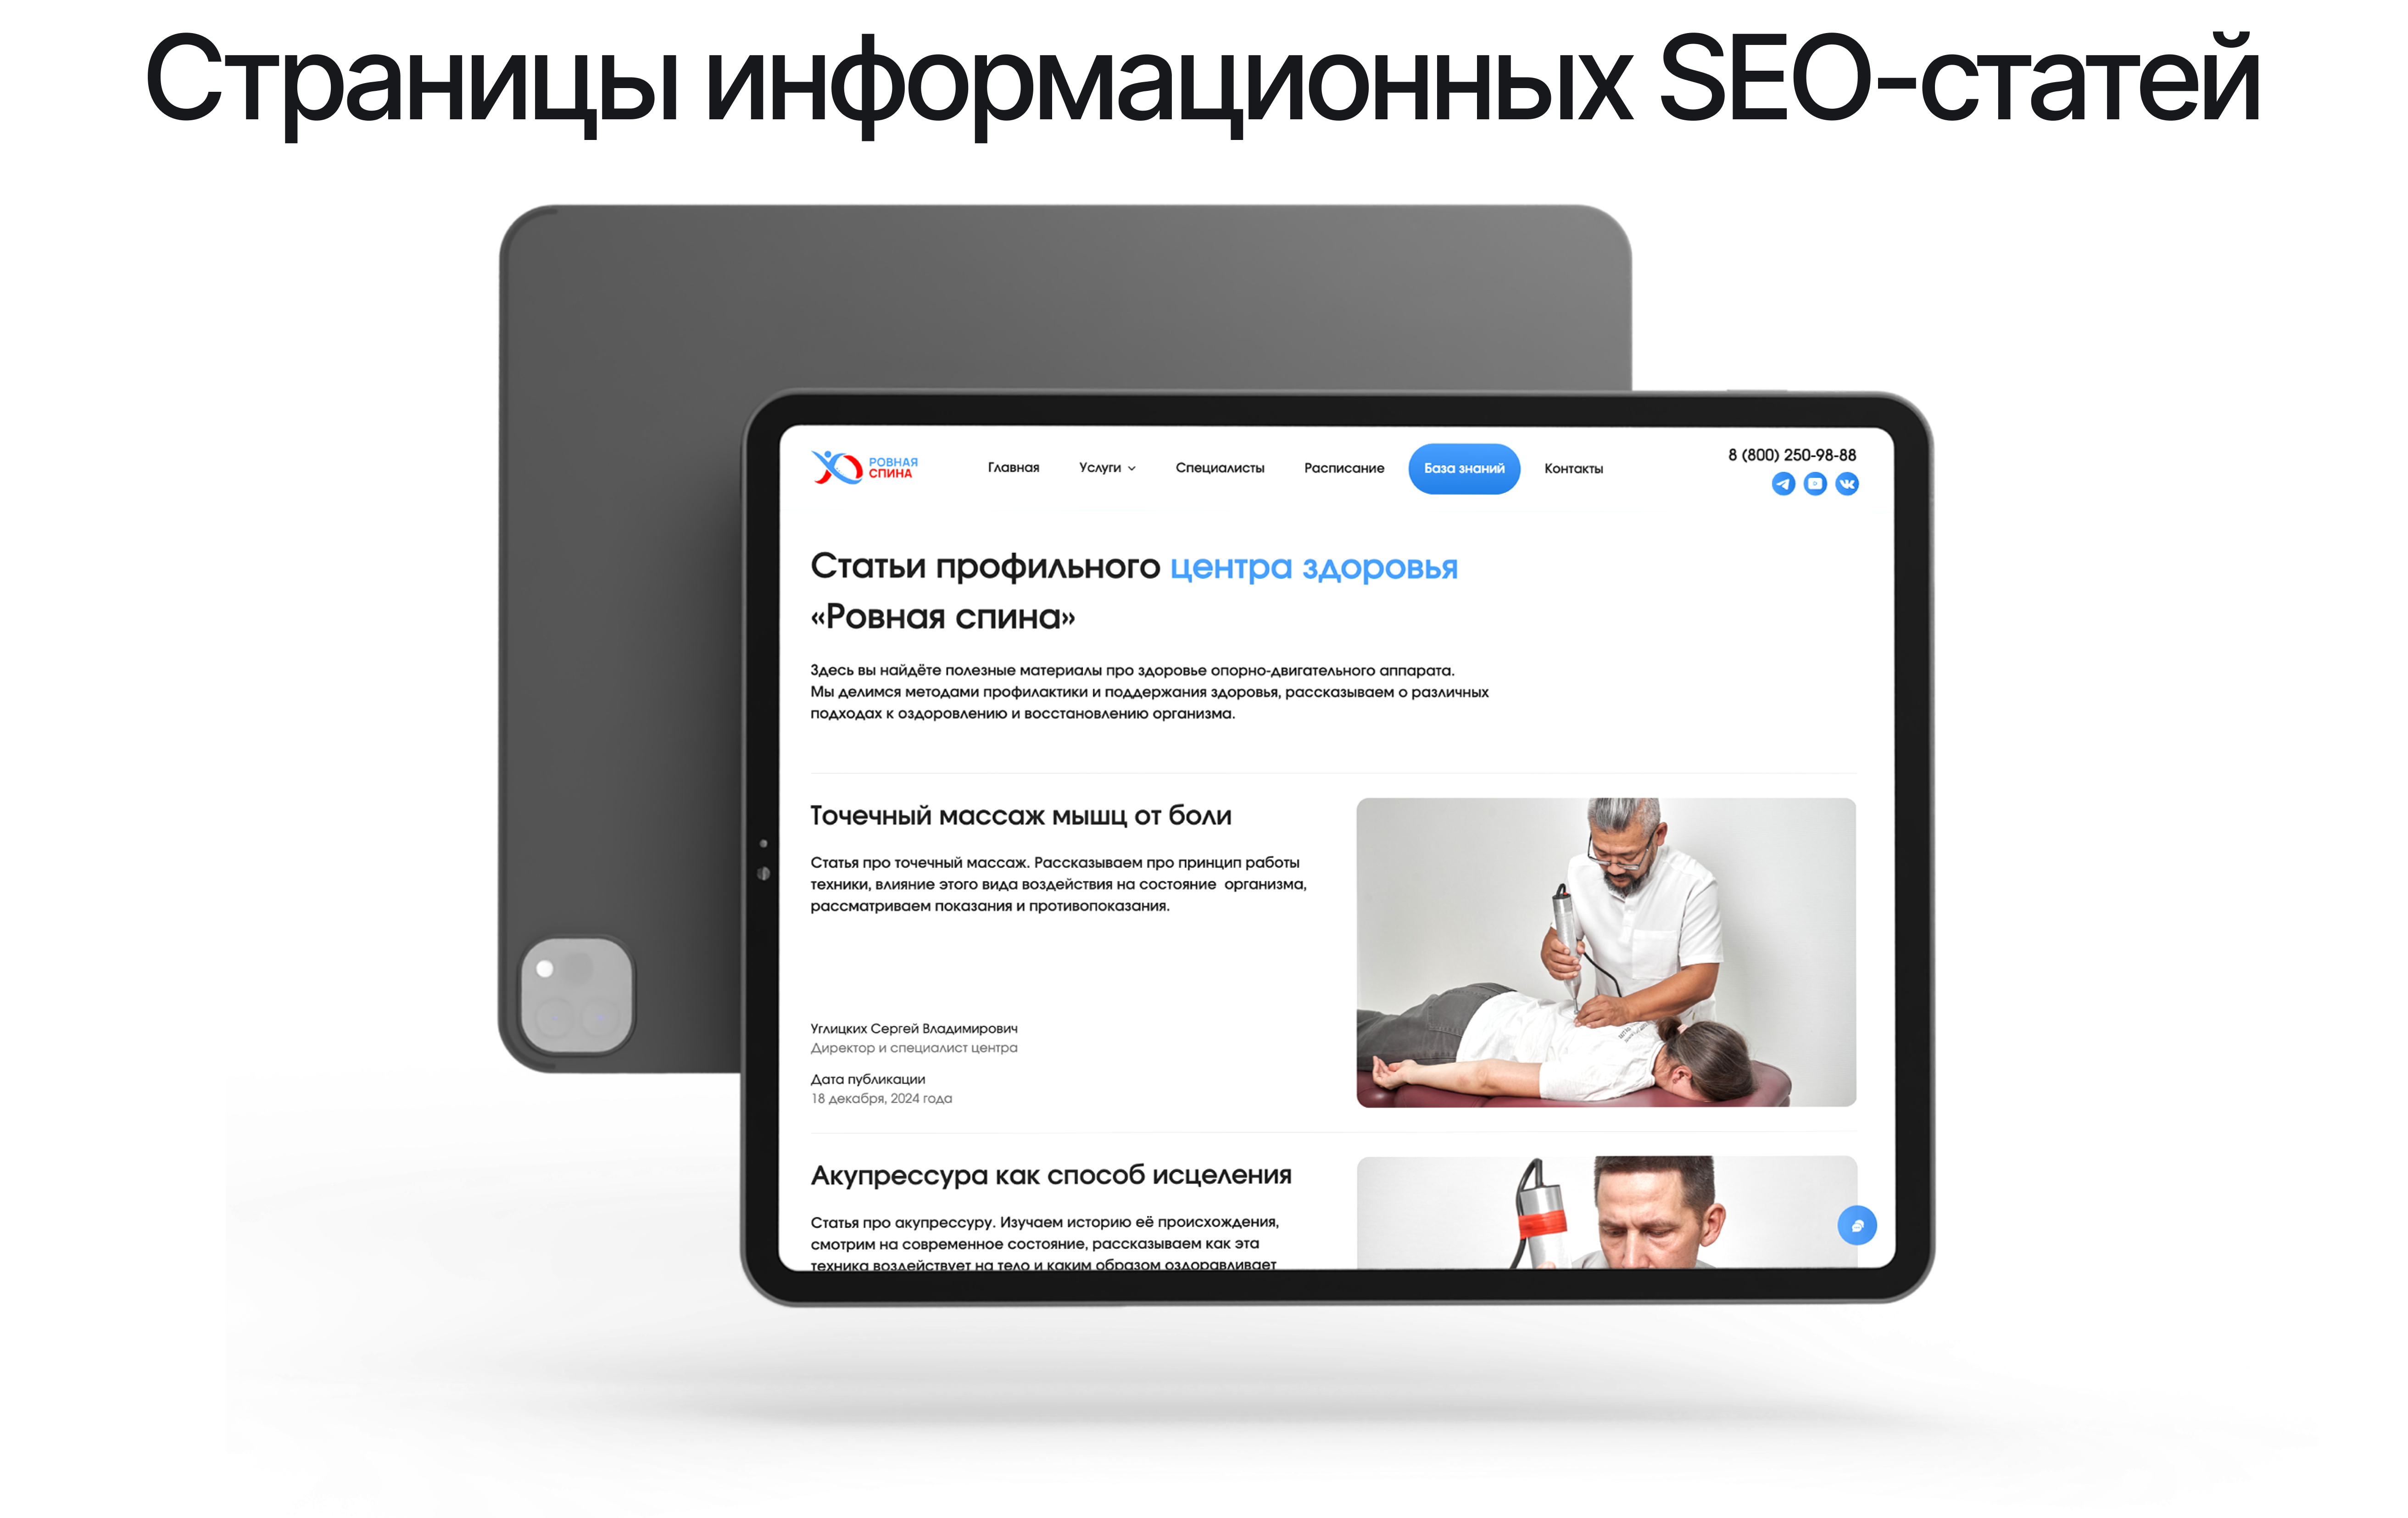 Страницы информационных SEO-статей
РОВНАЯ
СПИНА
Главная
Услуги
Специалисты
Расписание
База знаний
Контакты
8 (800) 250-98-88
Статьи профильного центра здоровья
«Ровная спина»
Здесь вы найдёте полезные материалы про здоровье опорно-двигательного аппарата.
Мы делимся методами профилактики и поддержания здоровья, рассказываем о различных
подходах к оздоровлению и восстановлению организма.
Точечный массаж мышц от боли
Статья про точечный массаж. Рассказываем про принцип работы
техники, влияние этого вида воздействия на состояние организма,
рассматриваем показания и противопоказания.
Углицких Сергей Владимирович
Директор и специалист центра
Дата публикации
18 декабря, 2024 года
Акупрессура как способ исцеления
Статья про акупрессуру. Изучаем историю её происхождения,
смотрим на современное состояние, рассказываем как эта
техника воздействует на тело и каким образом оздоравливает